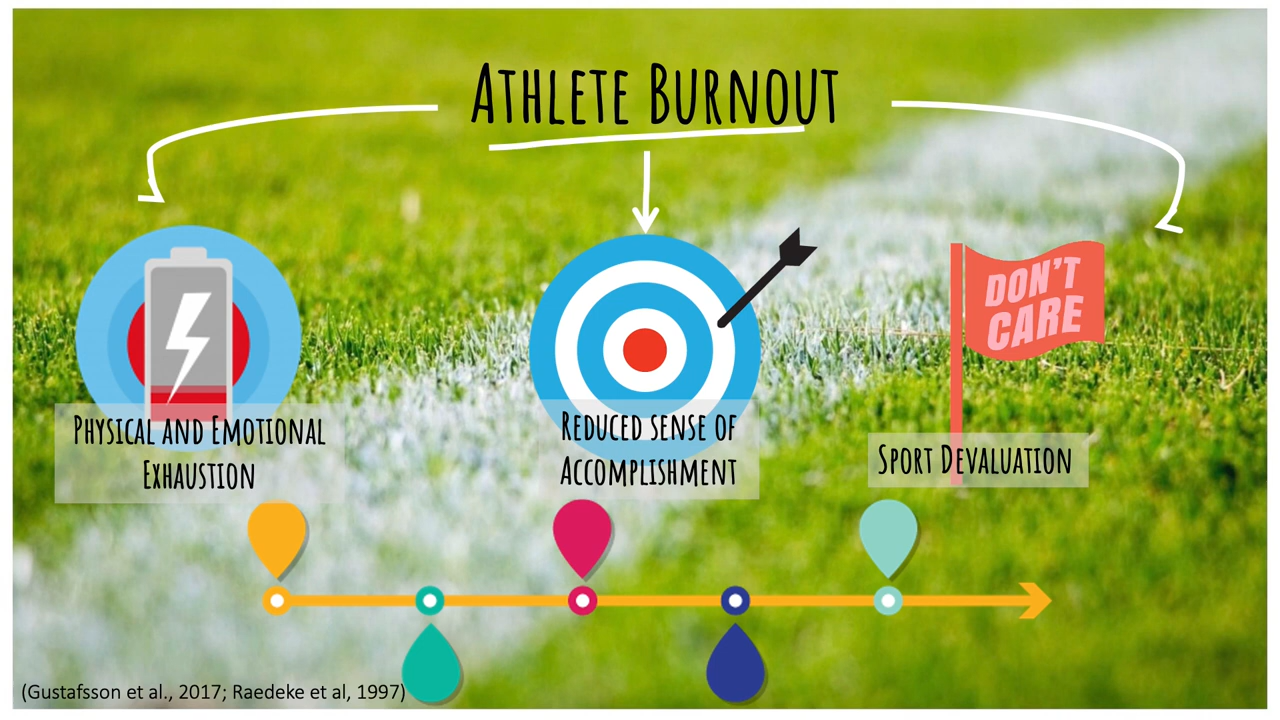 Athlete Burnout
DON'T
CARE
Physical and Emotional
Exhaustion
Reduced sense of
Accomplishment
Sport Devaluation
(Gustafsson et al., 2017; Raedeke et al, 1997)